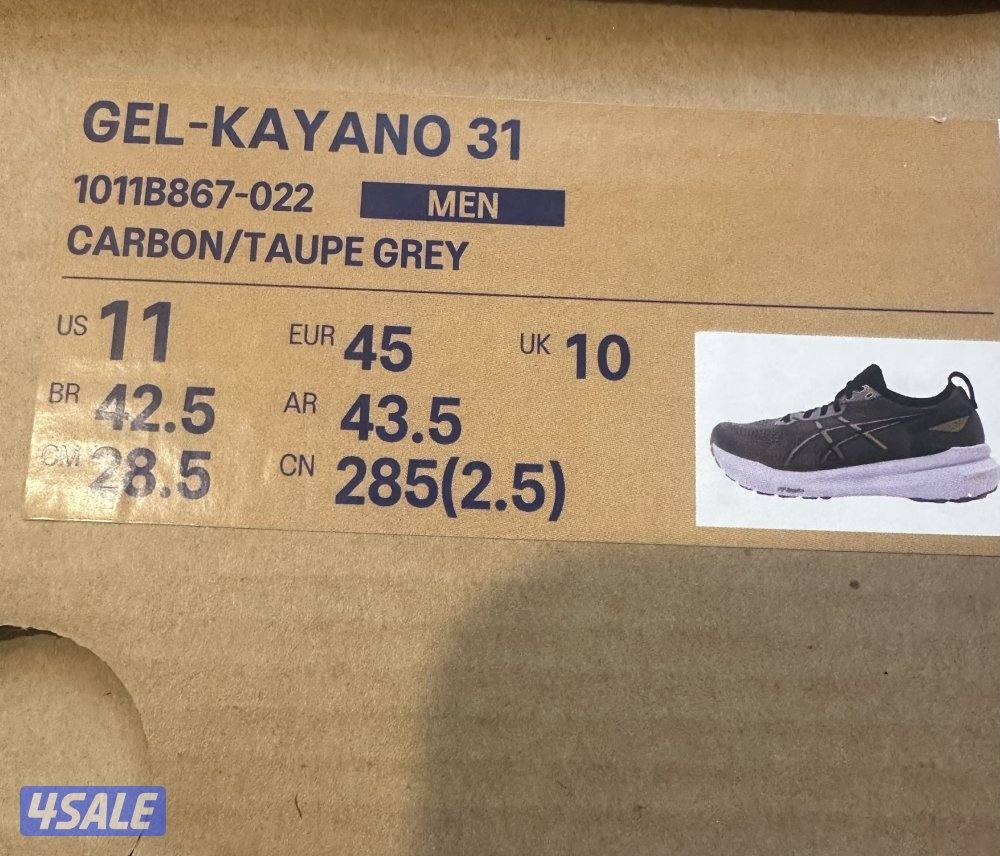 GEL-KAYANO 31
1011B867-022 MEN
CARBON/TAUPE GREY
US 11 EUR 45 UK 10
BR 42.5 AR 43.5
CM 28.5 CN 285(2.5)
4SALE